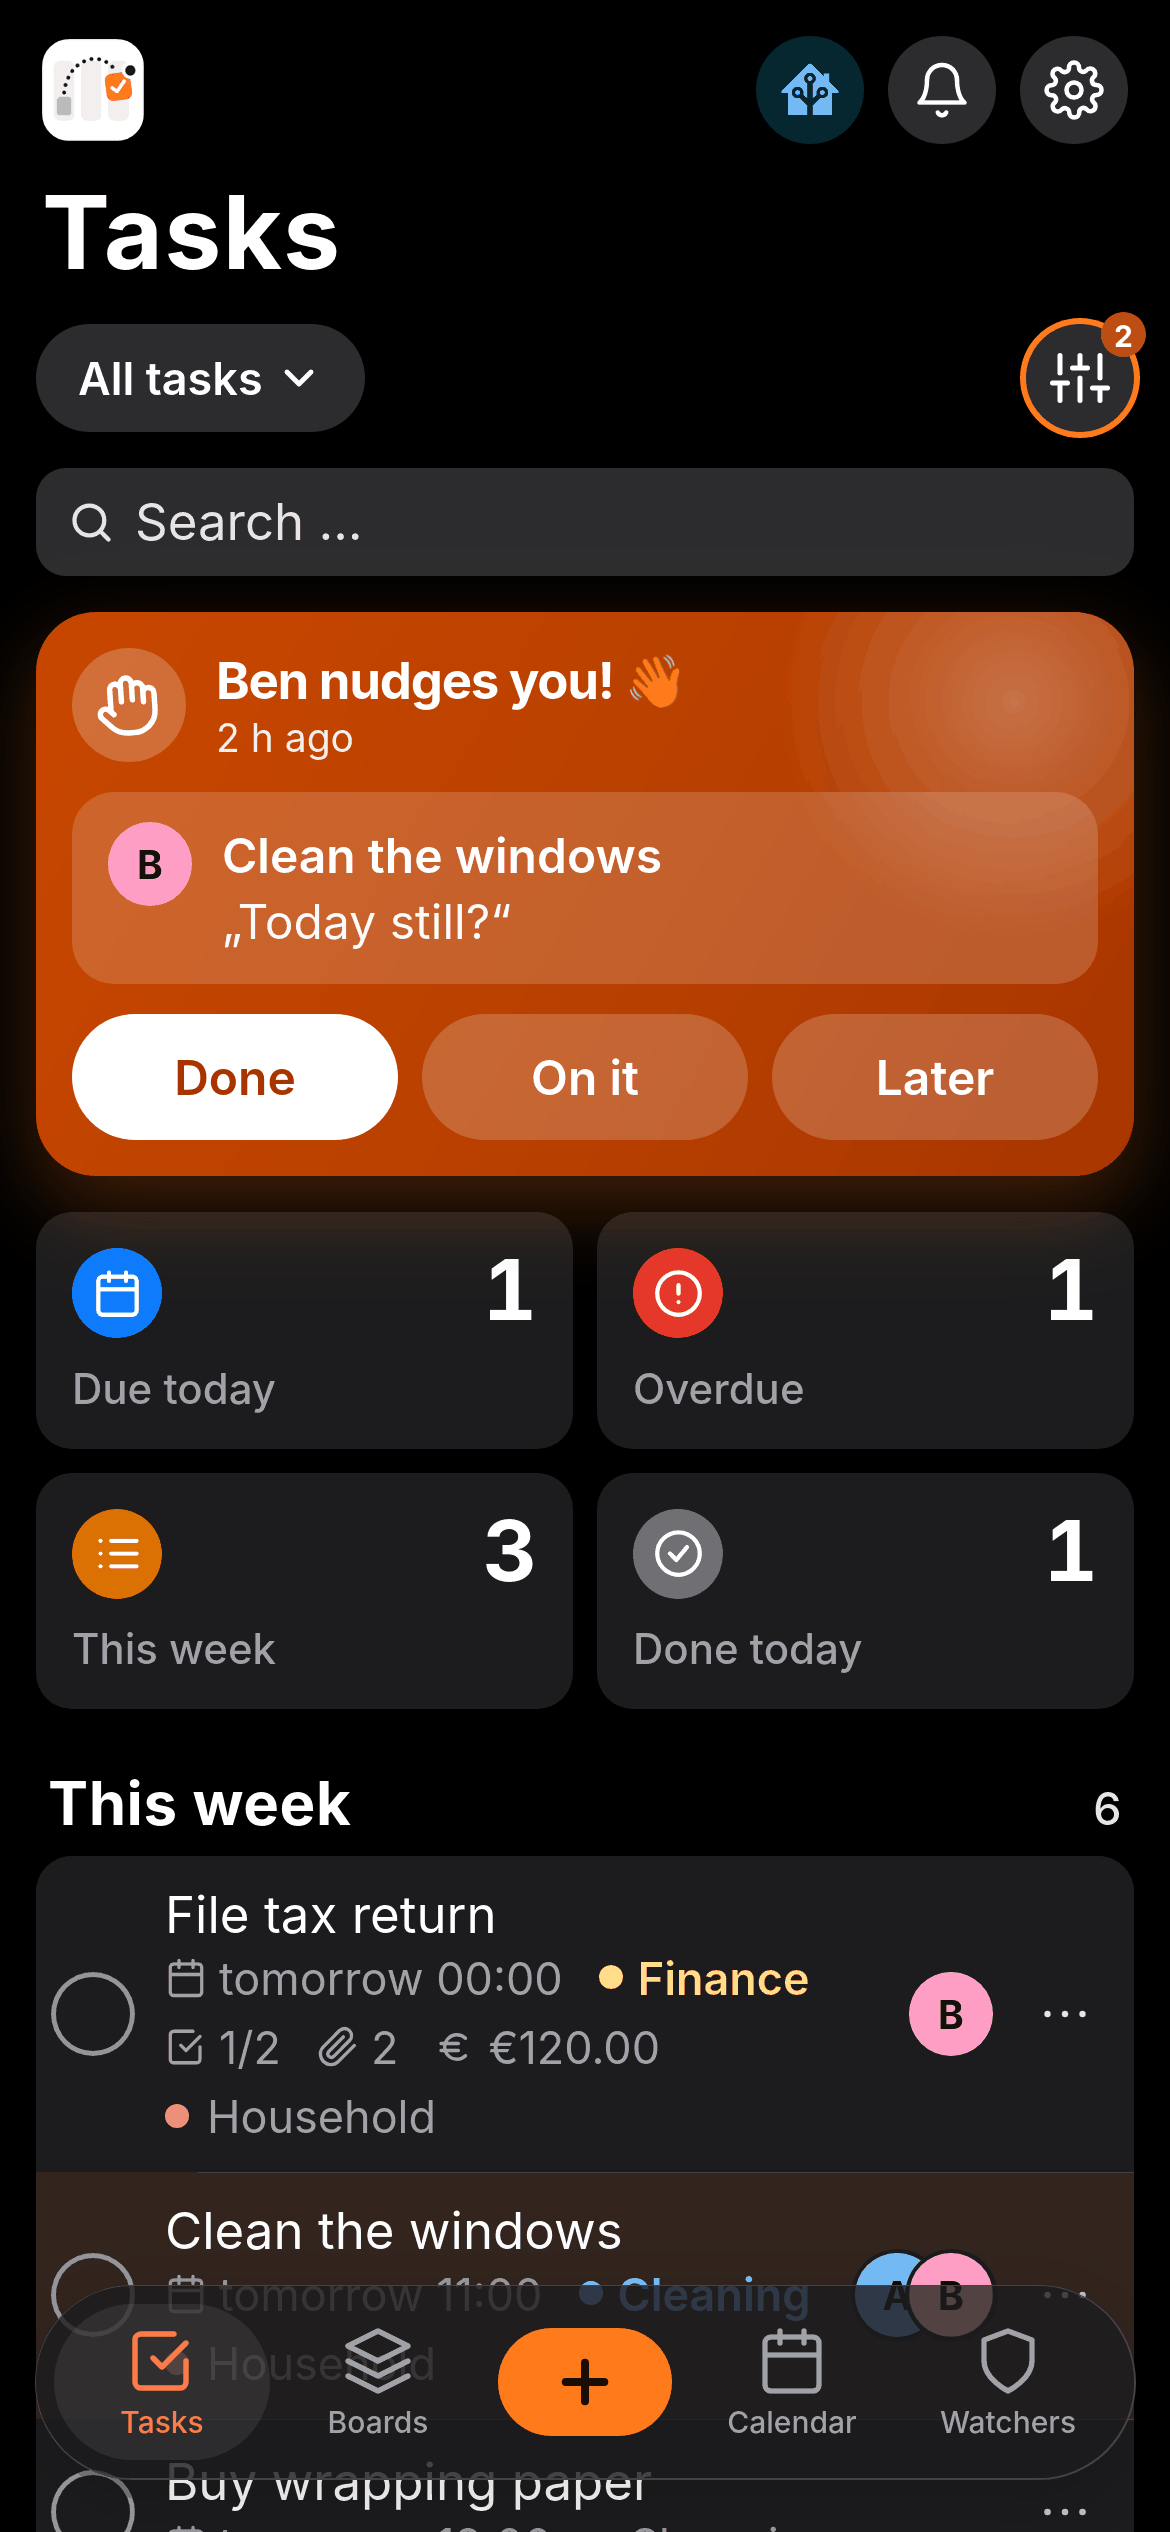 Tasks
All tasks
2
Search ...
Ben nudges you! 👋
2 h ago
B
Clean the windows
„Today still?“
Done
On it
Later
1
Due today
1
Overdue
3
This week
1
Done today
This week
6
File tax return
tomorrow 00:00
Finance
1/2
2
€120.00
Household
B
Clean the windows
tomorrow 11:00
Cleaning
A
B
Household
Tasks
Boards
Calendar
Watchers
Buy wrapping paper